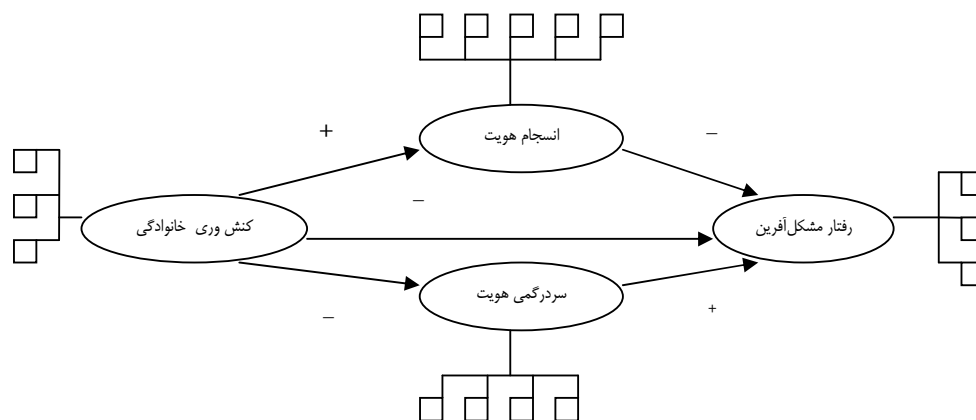 انسجام هویت
+
–
–
کنش وری خانوادگی
رفتار مشکل‌آفرین
سردرگمی هویت
–
+